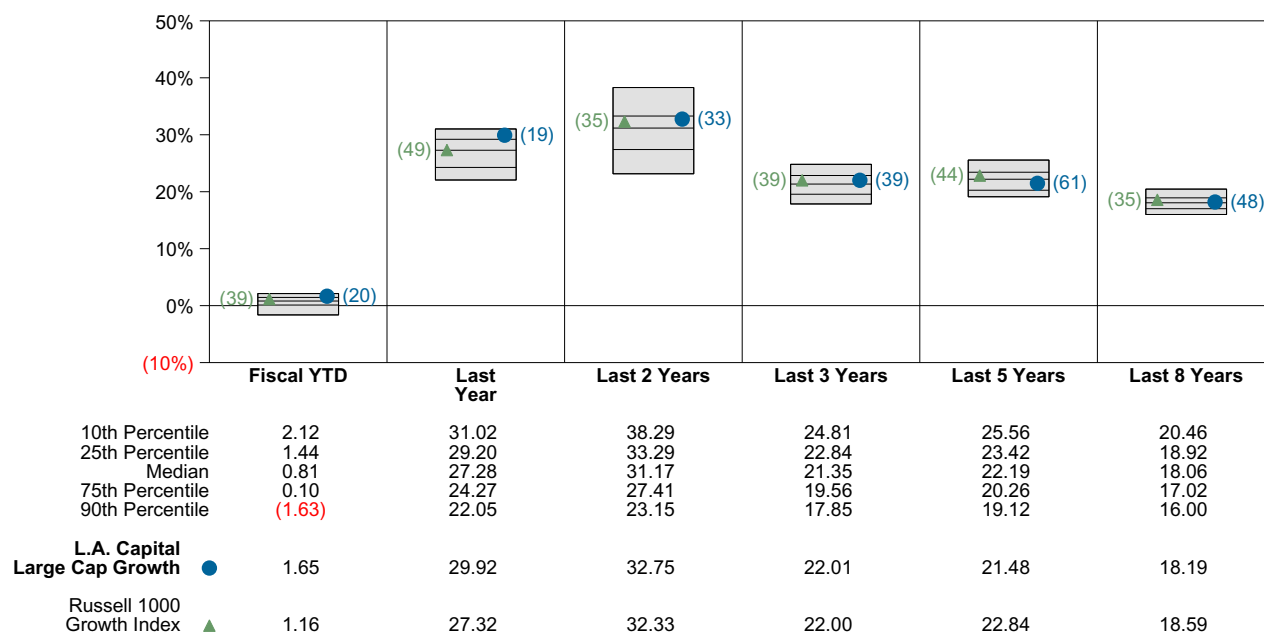 50%
40%
30%
20%
10%
0%
(10%)
(39) (20)
(49) (19)
(35) (33)
(39) (39)
(44) (61)
(35) (48)
Fiscal YTD Last Year Last 2 Years Last 3 Years Last 5 Years Last 8 Years
10th Percentile 2.12 31.02 38.29 24.81 25.56 20.46
25th Percentile 1.44 29.20 33.29 22.84 23.42 18.92
Median 0.81 27.28 31.17 21.35 22.19 18.06
75th Percentile 0.10 24.27 27.41 19.56 20.26 17.02
90th Percentile (1.63) 22.05 23.15 17.85 19.12 16.00
L.A. Capital
Large Cap Growth 1.65 29.92 32.75 22.01 21.48 18.19
Russell 1000
Growth Index 1.16 27.32 32.33 22.00 22.84 18.59